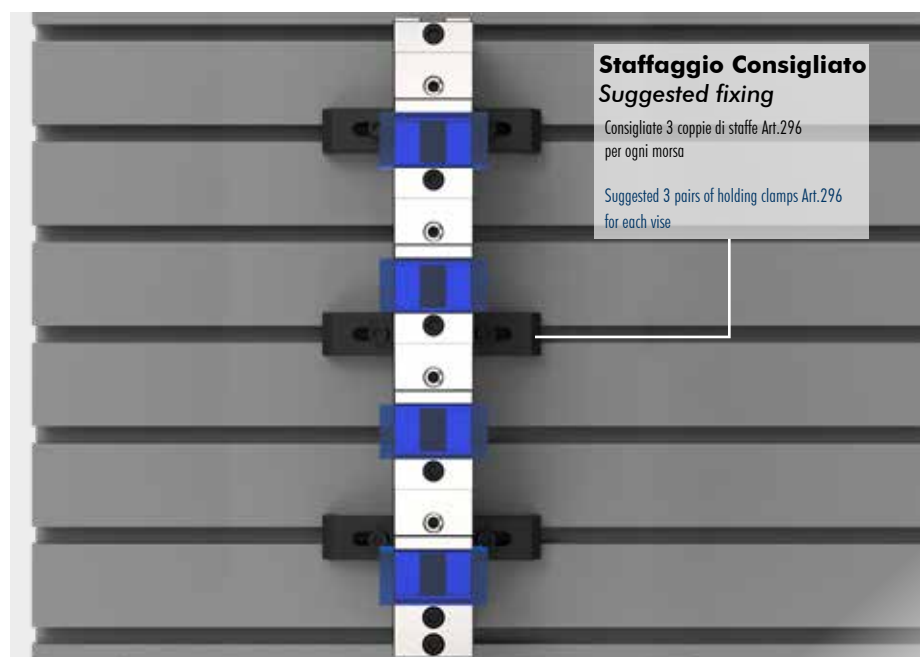 Staffaggio Consigliato
Suggested fixing
Consigliate 3 coppie di staffe Art.296
per ogni morsa
Suggested 3 pairs of holding clamps Art.296
for each vise